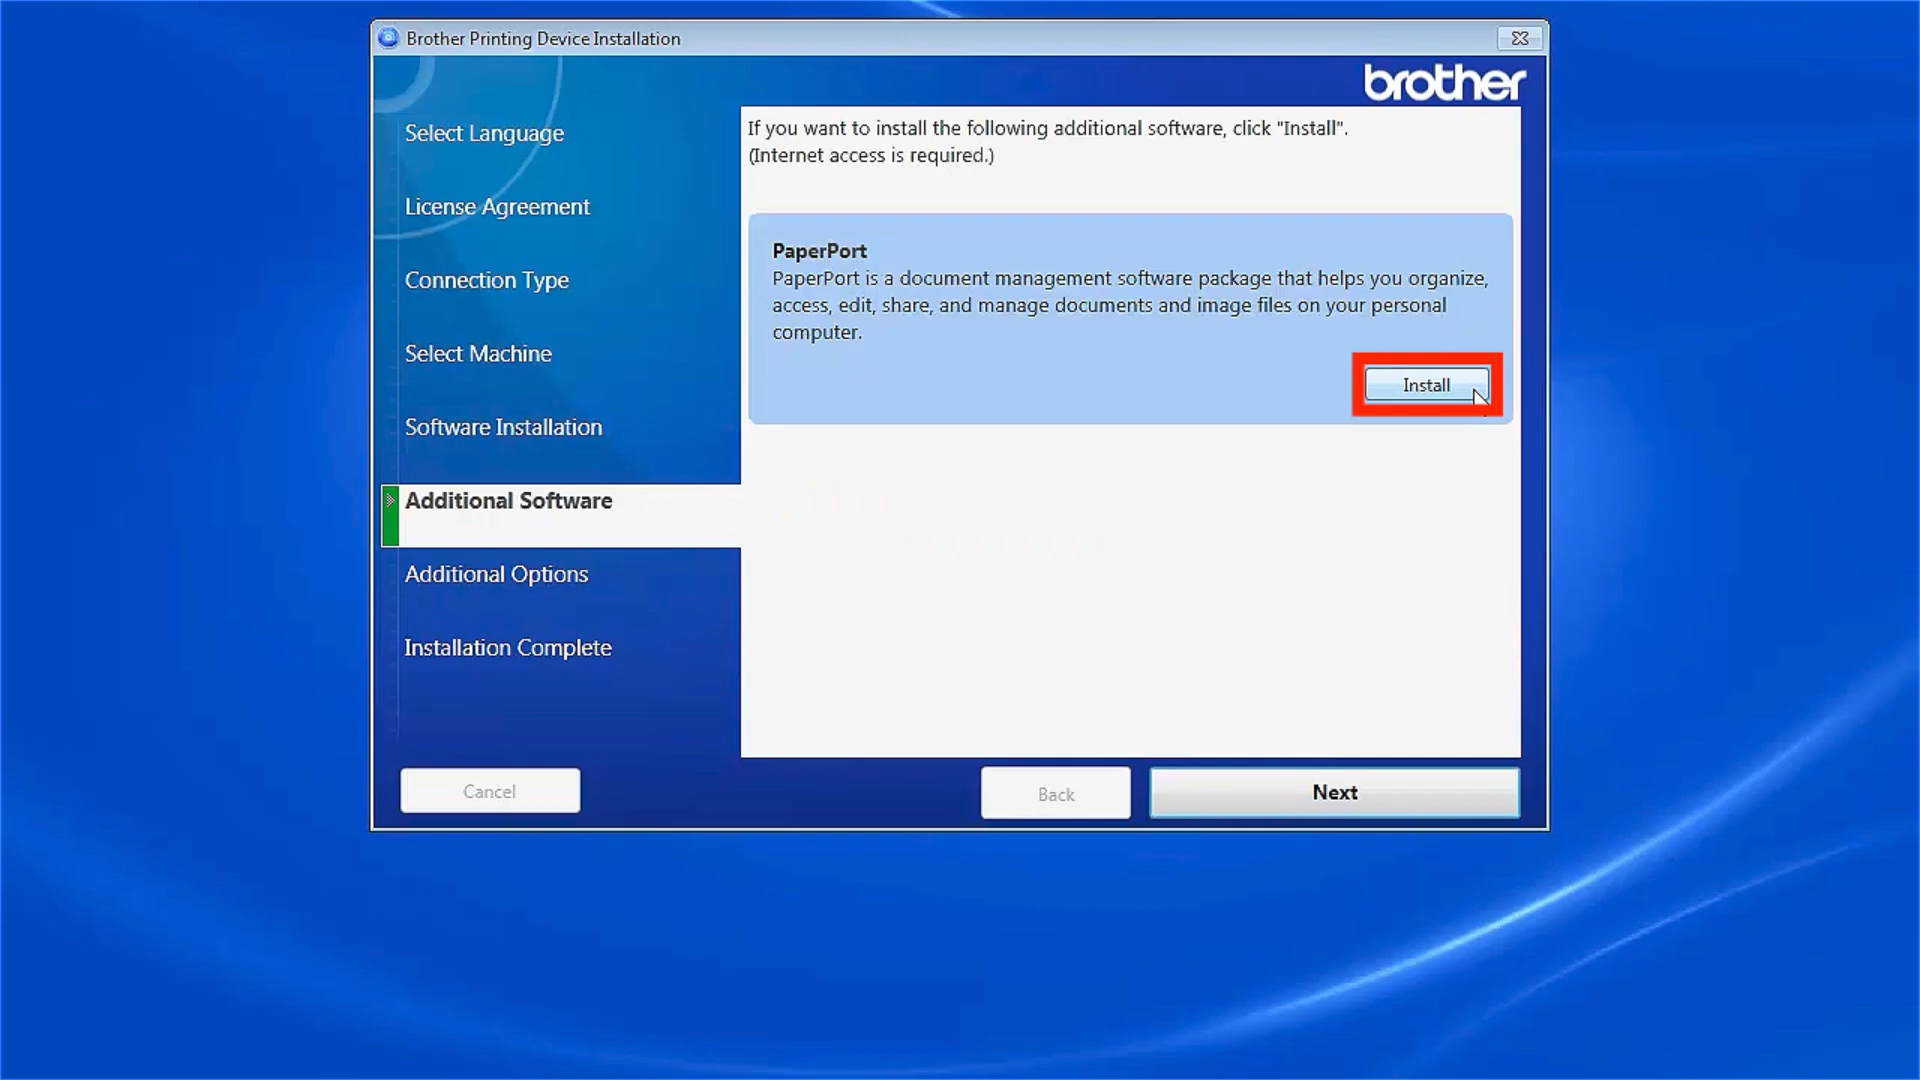 Brother Printing Device Installation
brother
Select Language
License Agreement
Connection Type
Select Machine
Software Installation
Additional Software
Additional Options
Installation Complete
If you want to install the following additional software, click "Install".
(Internet access is required.)
PaperPort
PaperPort is a document management software package that helps you organize,
access, edit, share, and manage documents and image files on your personal
computer.
Install
Cancel
Back
Next